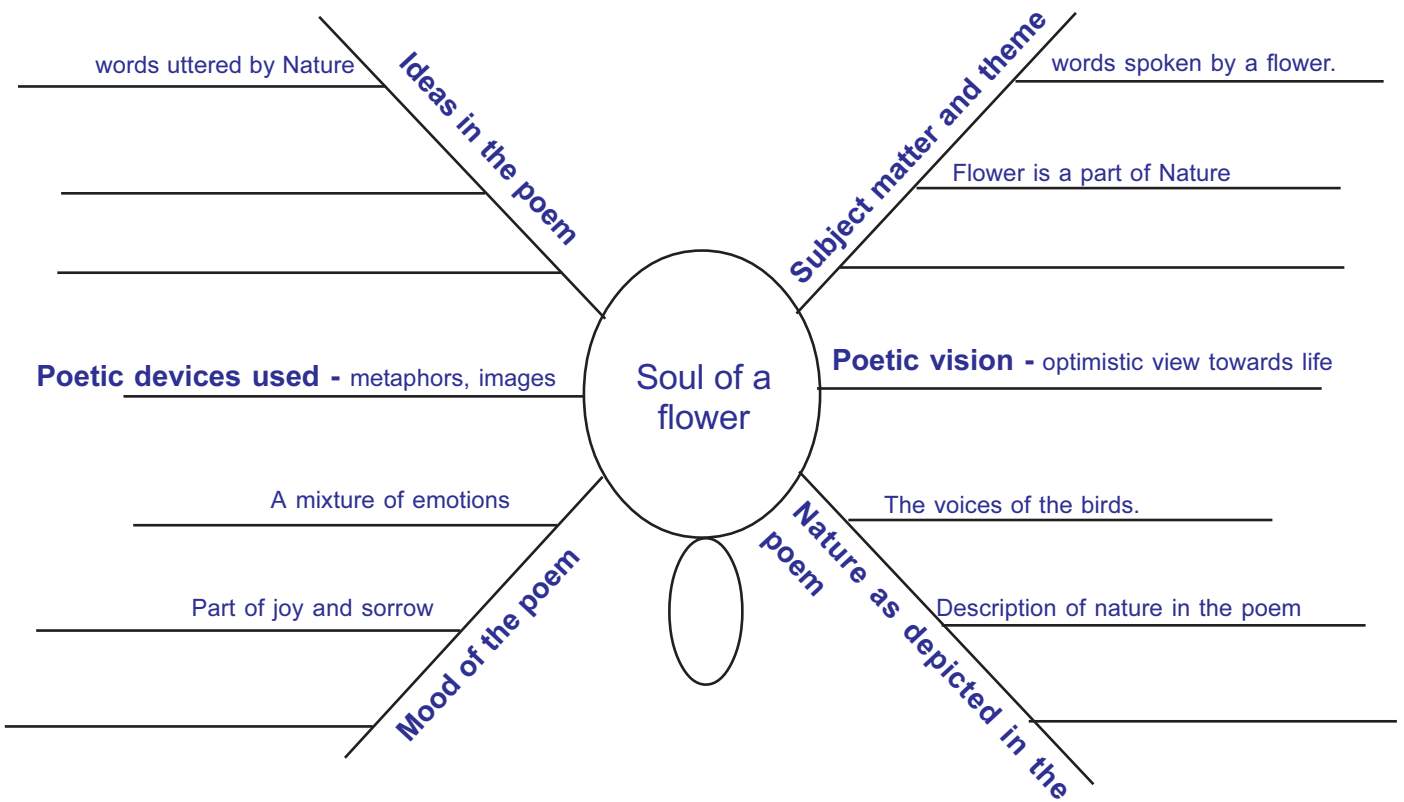 Ideas in the poem
words uttered by Nature
Subject matter and theme
words spoken by a flower.
Flower is a part of Nature
Poetic devices used - metaphors, images
Soul of a
flower
Poetic vision - optimistic view towards life
Mood of the poem
A mixture of emotions
Part of joy and sorrow
Nature as depicted in the
poem
The voices of the birds.
Description of nature in the poem